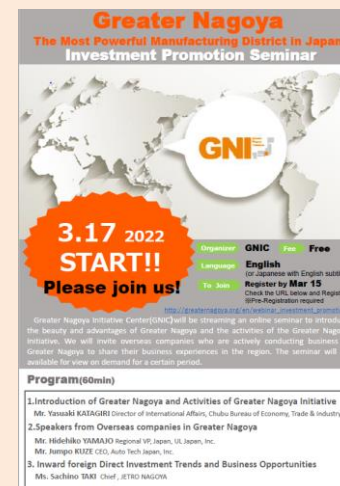 Greater Nagoya
The Most Powerful Manufacturing District in Japan
Investment Promotion Seminar
GNI
3.17 2022
START!!
Please join us!
Organizer GNIC Fee Free
Language English
(or Japanese with English
To Join Register by Mar 15
Check the URL below and
※Pre-Registration required
http://greaternagoya.org/en/webinar_investment_
Greater Nagoya Initiative Center(GNIC)will be streaming an online seminar to
the beauty and advantages of Greater Nagoya and the activities of the Greater
Initiative. We will invite overseas companies who are actively conducting business
Greater Nagoya to share their business experiences in the region. The seminar will
available for view on demand for a certain period.
Program(60min)
1.Introduction of Greater Nagoya and Activities of Greater Nagoya Initiative
Mr. Yasuaki KATAGIRI Director of International Affairs, Chubu Bureau of Economy, Trade & Industry
2.Speakers from Overseas companies in Greater Nagoya
Mr. Hidehiko YAMAJO Regional VP, Japan, UL Japan, Inc.
Mr. Jumpo KUZE CEO, Auto Tech Japan, Inc.
3. Inward foreign Direct Investment Trends and Business Opportunities
Ms. Sachino TAKI Chief , JETRO NAGOYA